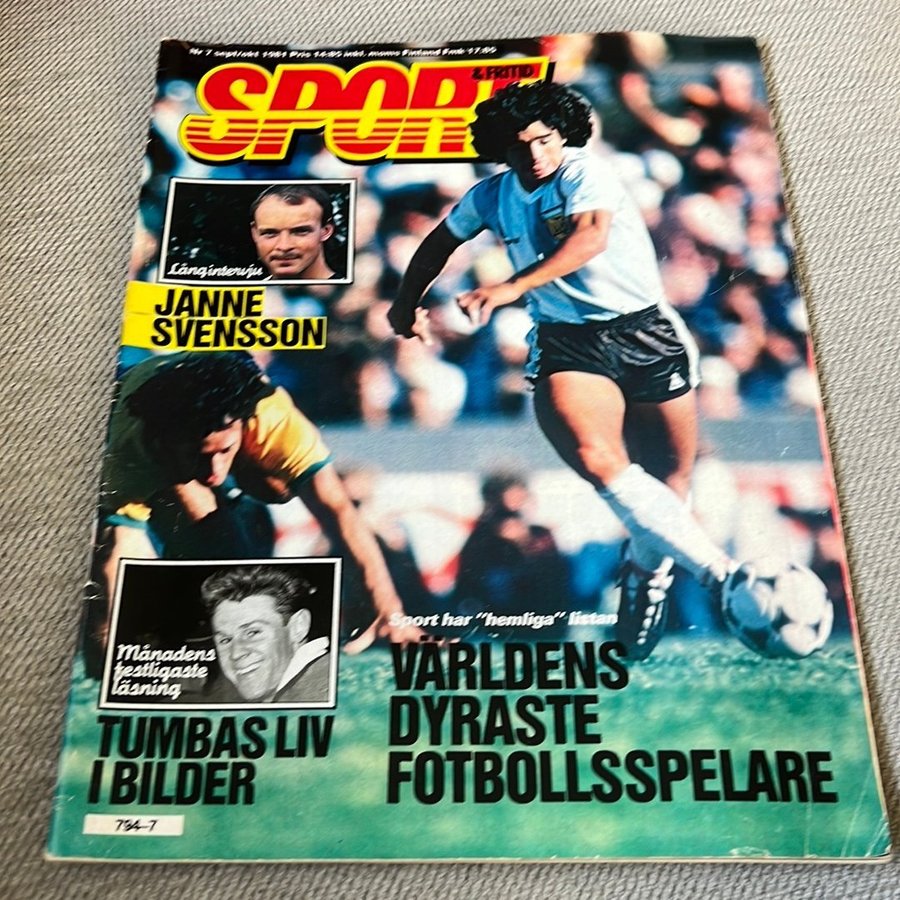 Nr 7 sept/okt 1981 Pris 14:85 inkl. moms Finland Fmk 17.85
SPORT
& FRITID
Långintervju
JANNE
SVENSSON
Månadens
festligaste
läsning
TUMBAS LIV
I BILDER
Sport har "hemliga" listan
VÄRLDENS
DYRASTE
FOTBOLLSSPELARE
794-7